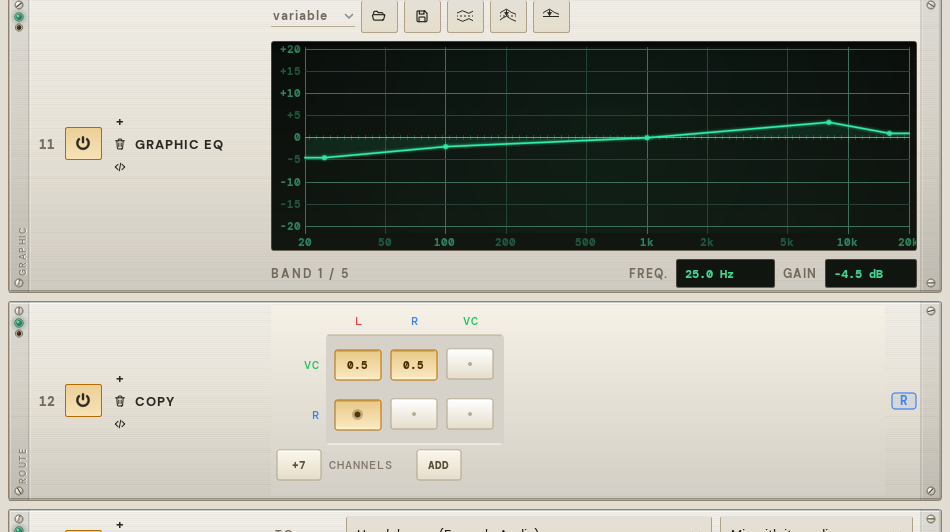 variable
+20
+15
+10
+5
0
-5
-10
-15
-20
20 50 100 200 500 1k 2k 5k 10k 20k
11 + GRAPHIC EQ
</>
GRAPHIC
BAND 1 / 5 FREQ. 25.0 Hz GAIN -4.5 dB
L R VC
VC 0.5 0.5
R
12 + COPY
</>
R
ROUTE
+7 CHANNELS ADD
+